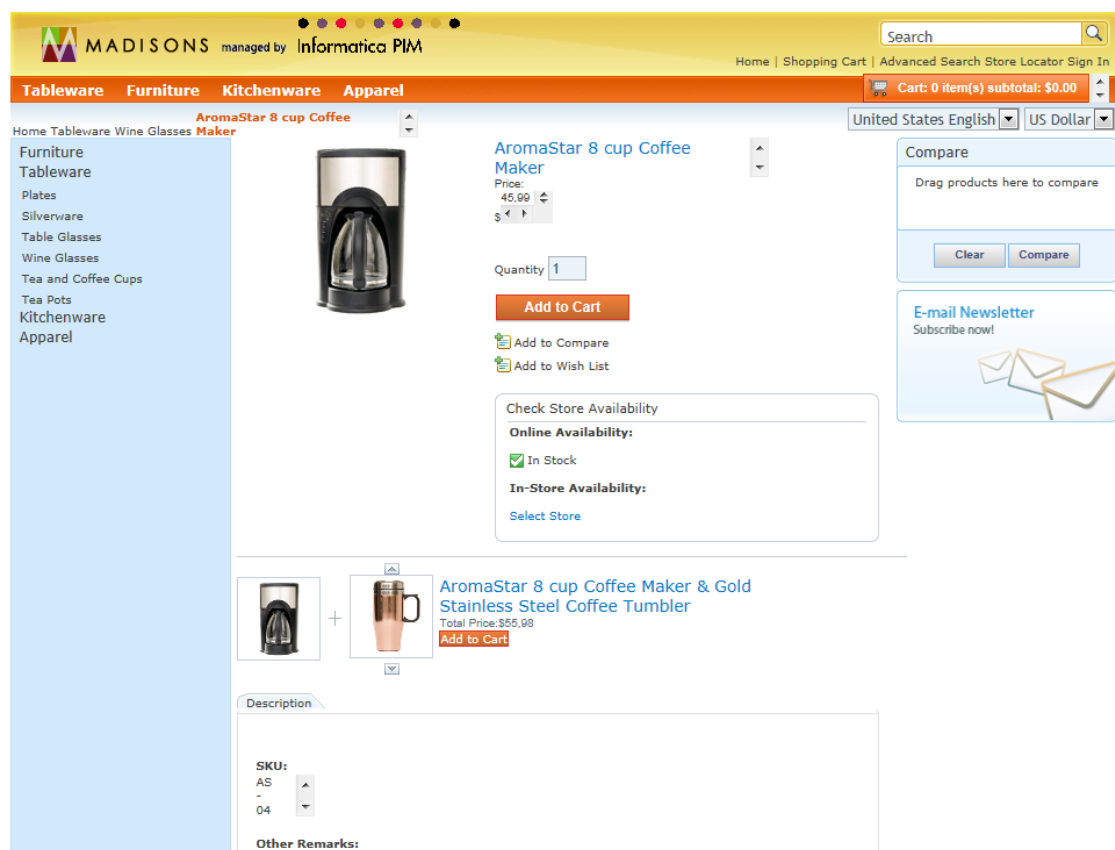 MADISONS managed by Informatica PIM
Search
Home | Shopping Cart | Advanced Search Store Locator Sign In
Tableware Furniture Kitchenware Apparel
Cart: 0 item(s) subtotal: $0.00
Home Tableware Wine Glasses AromaStar 8 cup Coffee
Maker
United States English US Dollar
Furniture
Tableware
Plates
Silverware
Table Glasses
Wine Glasses
Tea and Coffee Cups
Tea Pots
Kitchenware
Apparel
AromaStar 8 cup Coffee
Maker
Price:
45,99
$
Quantity 1
Add to Cart
Add to Compare
Add to Wish List
Check Store Availability
Online Availability:
In Stock
In-Store Availability:
Select Store
Compare
Drag products here to compare
Clear Compare
E-mail Newsletter
Subscribe now!
+
AromaStar 8 cup Coffee Maker & Gold
Stainless Steel Coffee Tumbler
Total Price:$55,98
Add to Cart
Description
SKU:
AS
-
04
Other Remarks: